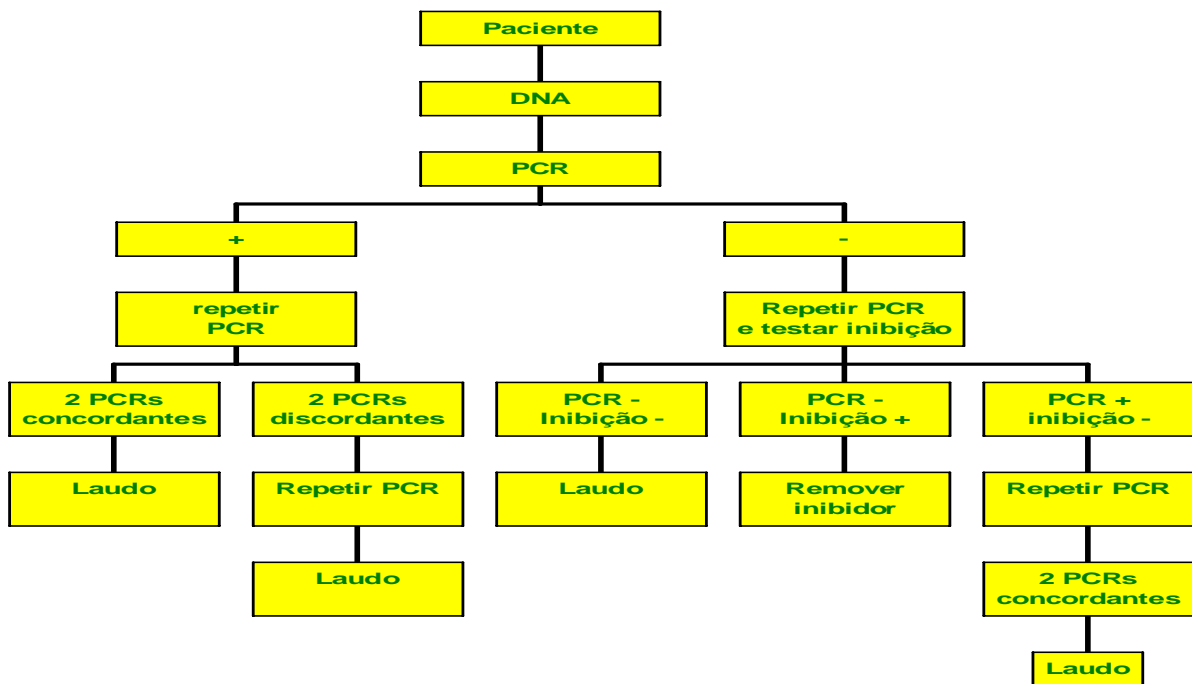 Paciente
DNA
PCR
+
-
repetir
PCR
Repetir PCR
e testar inibição
2 PCRs
concordantes
2 PCRs
discordantes
PCR -
Inibição -
PCR -
Inibição +
PCR +
inibição -
Laudo
Repetir PCR
Laudo
Remover
inibidor
Repetir PCR
Laudo
2 PCRs
concordantes
Laudo